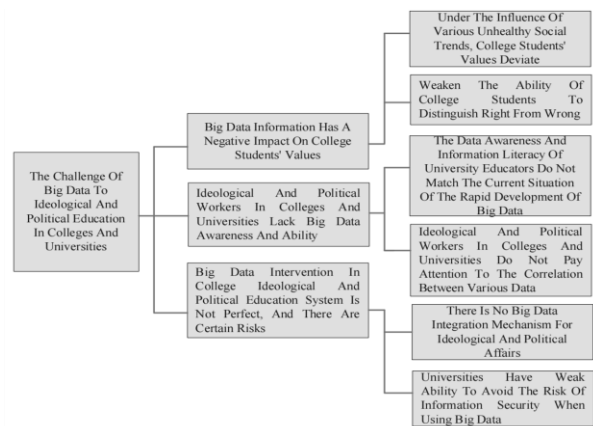 The Challenge Of
Big Data To
Ideological And
Political Education
In Colleges And
Universities
Big Data Information Has A
Negative Impact On College
Students' Values
Under The Influence Of
Various Unhealthy Social
Trends, College Students'
Values Deviate
Weaken The Ability Of
College Students To
Distinguish Right From Wrong
Ideological And Political
Workers In Colleges And
Universities Lack Big Data
Awareness And Ability
The Data Awareness And
Information Literacy Of
University Educators Do Not
Match The Current Situation
Of The Rapid Development Of
Big Data
Ideological And Political
Workers In Colleges And
Universities Do Not Pay
Attention To The Correlation
Between Various Data
Big Data Intervention In
College Ideological And
Political Education System Is
Not Perfect, And There Are
Certain Risks
There Is No Big Data
Integration Mechanism For
Ideological And Political
Affairs
Universities Have Weak
Ability To Avoid The Risk Of
Information Security When
Using Big Data